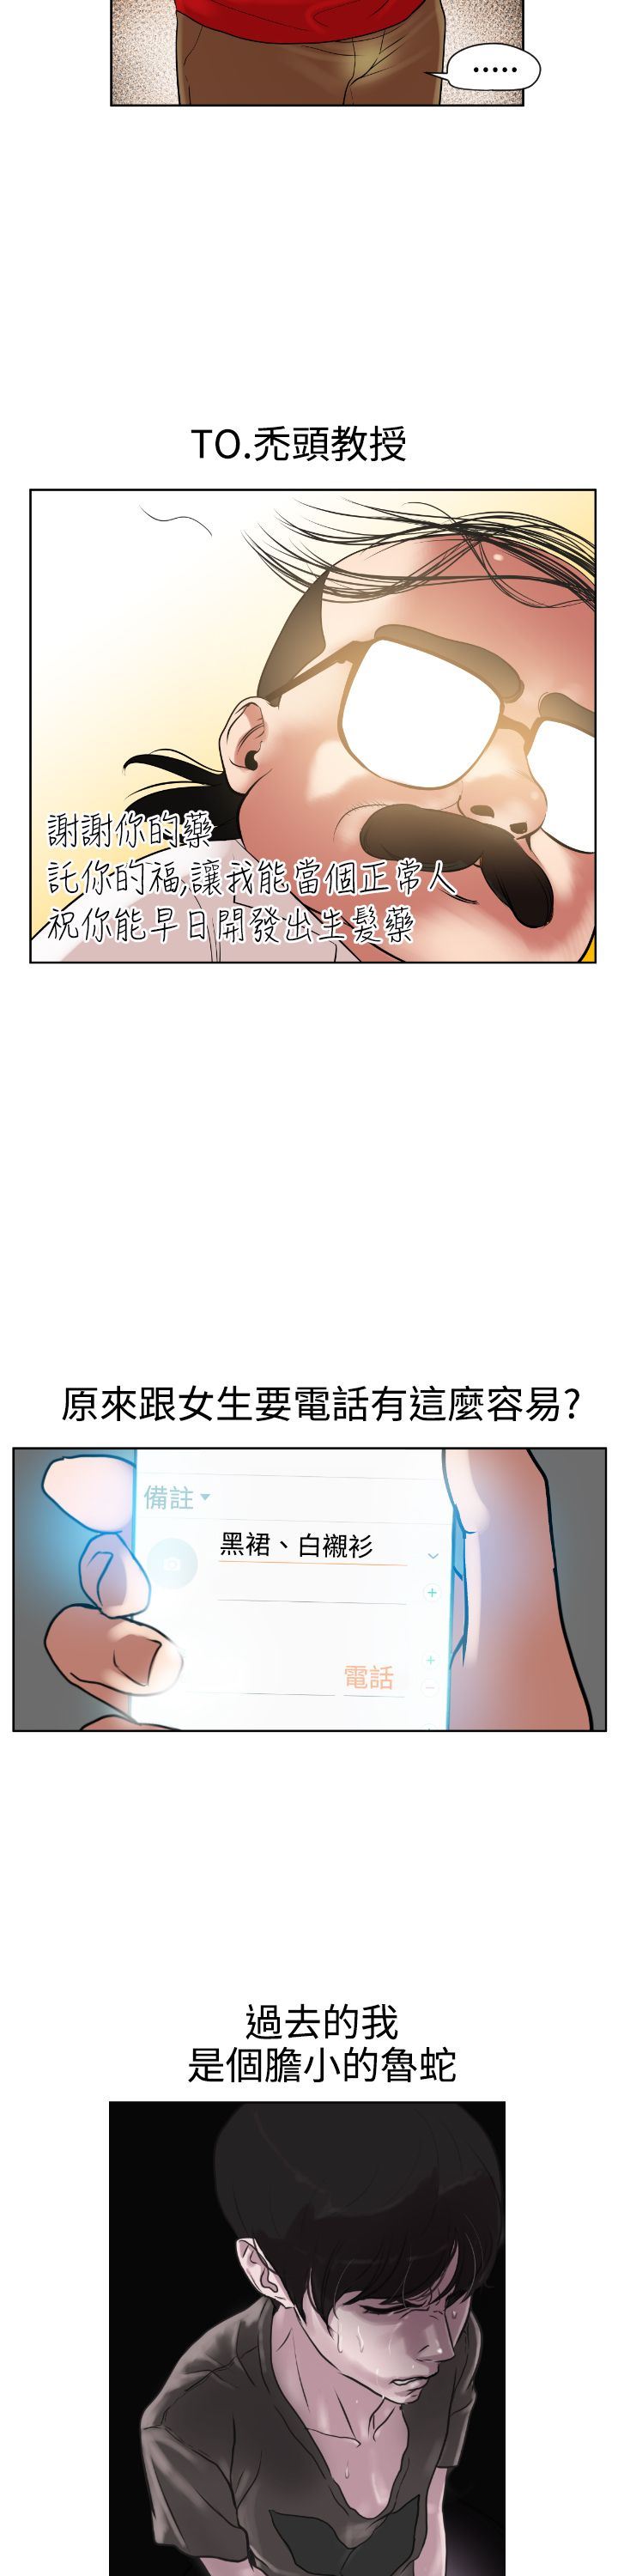 .....
TO.禿頭教授
謝謝你的藥
託你的福,讓我能當個正常人
祝你能早日開發出生髮藥
原來跟女生要電話有這麼容易?
備註
黑裙、白襯衫
電話
過去的我
是個膽小的魯蛇